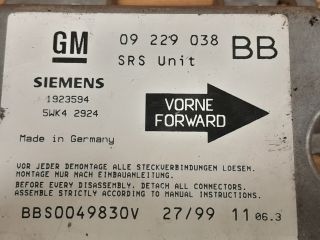 GM 09 229 038 BB
SRS Unit
SIEMENS
1923594
5WK4 2924
VORNE
FORWARD
Made in Germany
VOR JEDER DEMONTAGE ALLE STECKVERBINDUNGEN LOESEN.
MONTAGE NUR NACH EINBAUANLEITUNG.
BEFORE EVERY DISASSEMBLY, DETACH ALL CONNECTORS.
ASSEMBLE STRICTLY ACCORDING TO MANUAL INSTRUCTIONS.
BBS0049830V 27/99 11 06.3